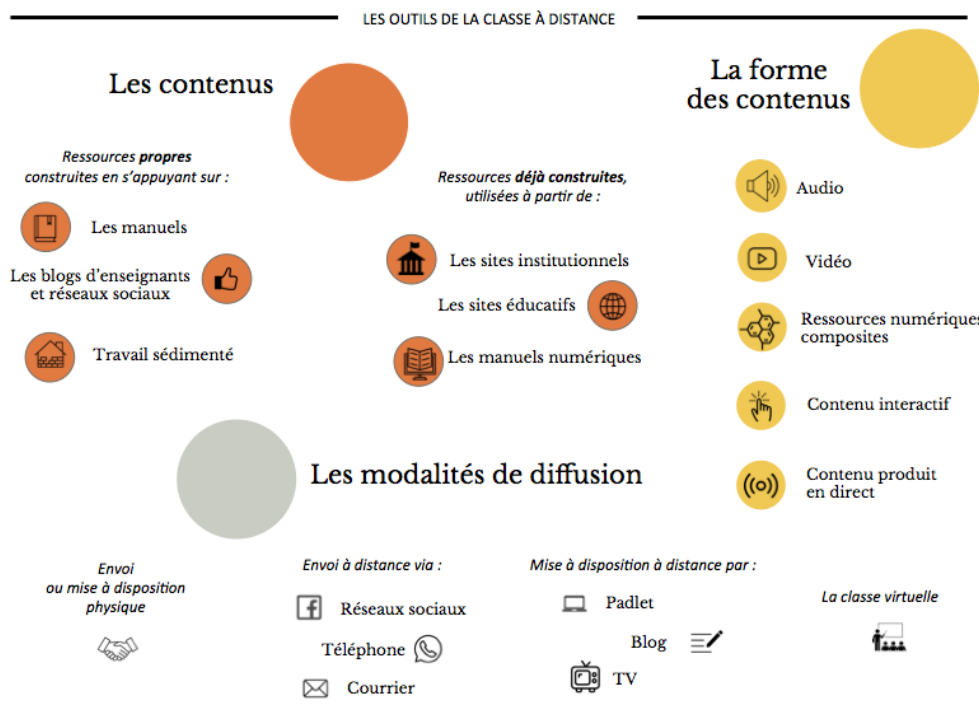 LES OUTILS DE LA CLASSE À DISTANCE
Les contenus
Ressources propres
construites en s'appuyant sur :
Les manuels
Les blogs d'enseignants
et réseaux sociaux
Travail sédimenté
Ressources déjà construites,
utilisées à partir de :
Les sites institutionnels
Les sites éducatifs
Les manuels numériques
La forme
des contenus
Audio
Vidéo
Ressources numériques
composites
Contenu interactif
Contenu produit
en direct
Les modalités de diffusion
Envoi
ou mise à disposition
physique
Envoi à distance via :
Réseaux sociaux
Téléphone
Courrier
Mise à disposition à distance par :
Padlet
Blog
TV
La classe virtuelle